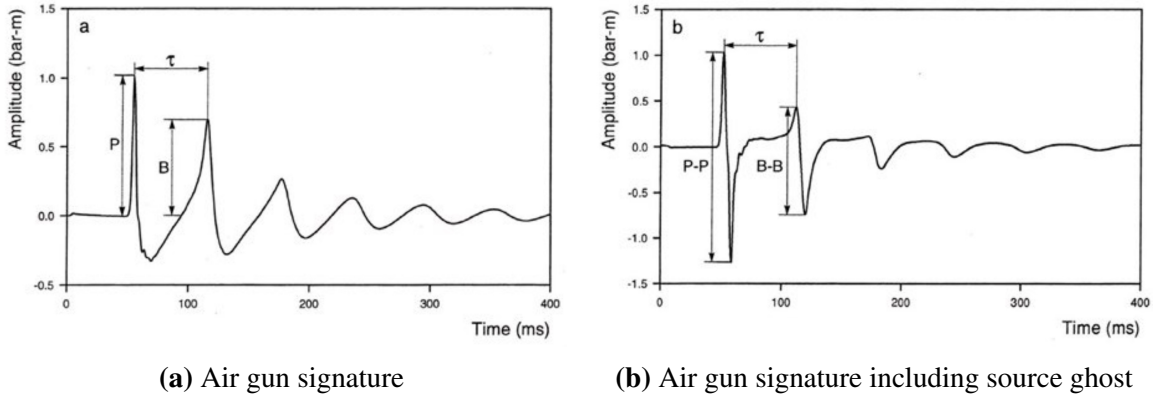 a
Amplitude (bar-m)
1.5
1.0
0.5
0.0
-0.5
τ
P
B
0
100
200
300
400
Time (ms)
(a) Air gun signature
b
Amplitude (bar-m)
1.5
1.0
0.5
0.0
-0.5
-1.0
-1.5
τ
P-P
B-B
0
100
200
300
400
Time (ms)
(b) Air gun signature including source ghost